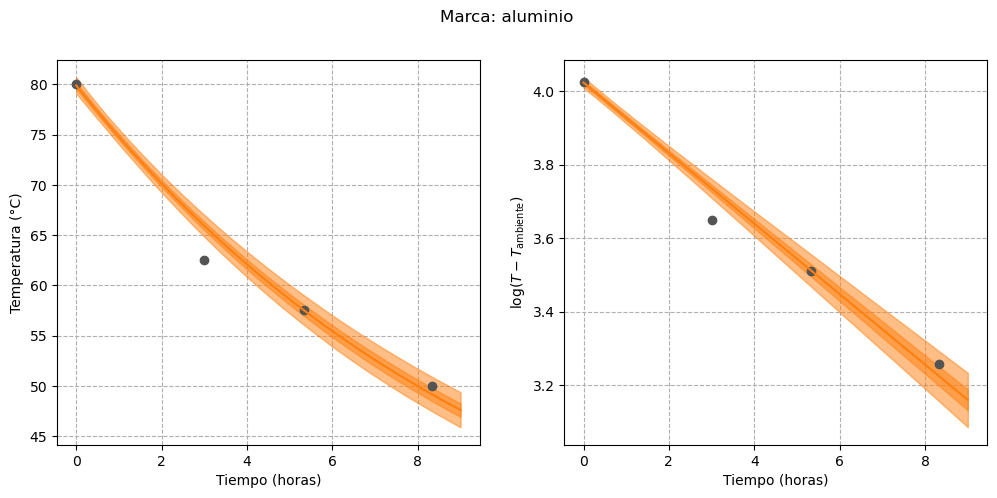 Marca: aluminio
80
75
70
65
60
55
50
45
Temperatura (°C)
0 2 4 6 8
Tiempo (horas)
4.0
3.8
3.6
3.4
3.2
log(T − T_ambiente)
0 2 4 6 8
Tiempo (horas)